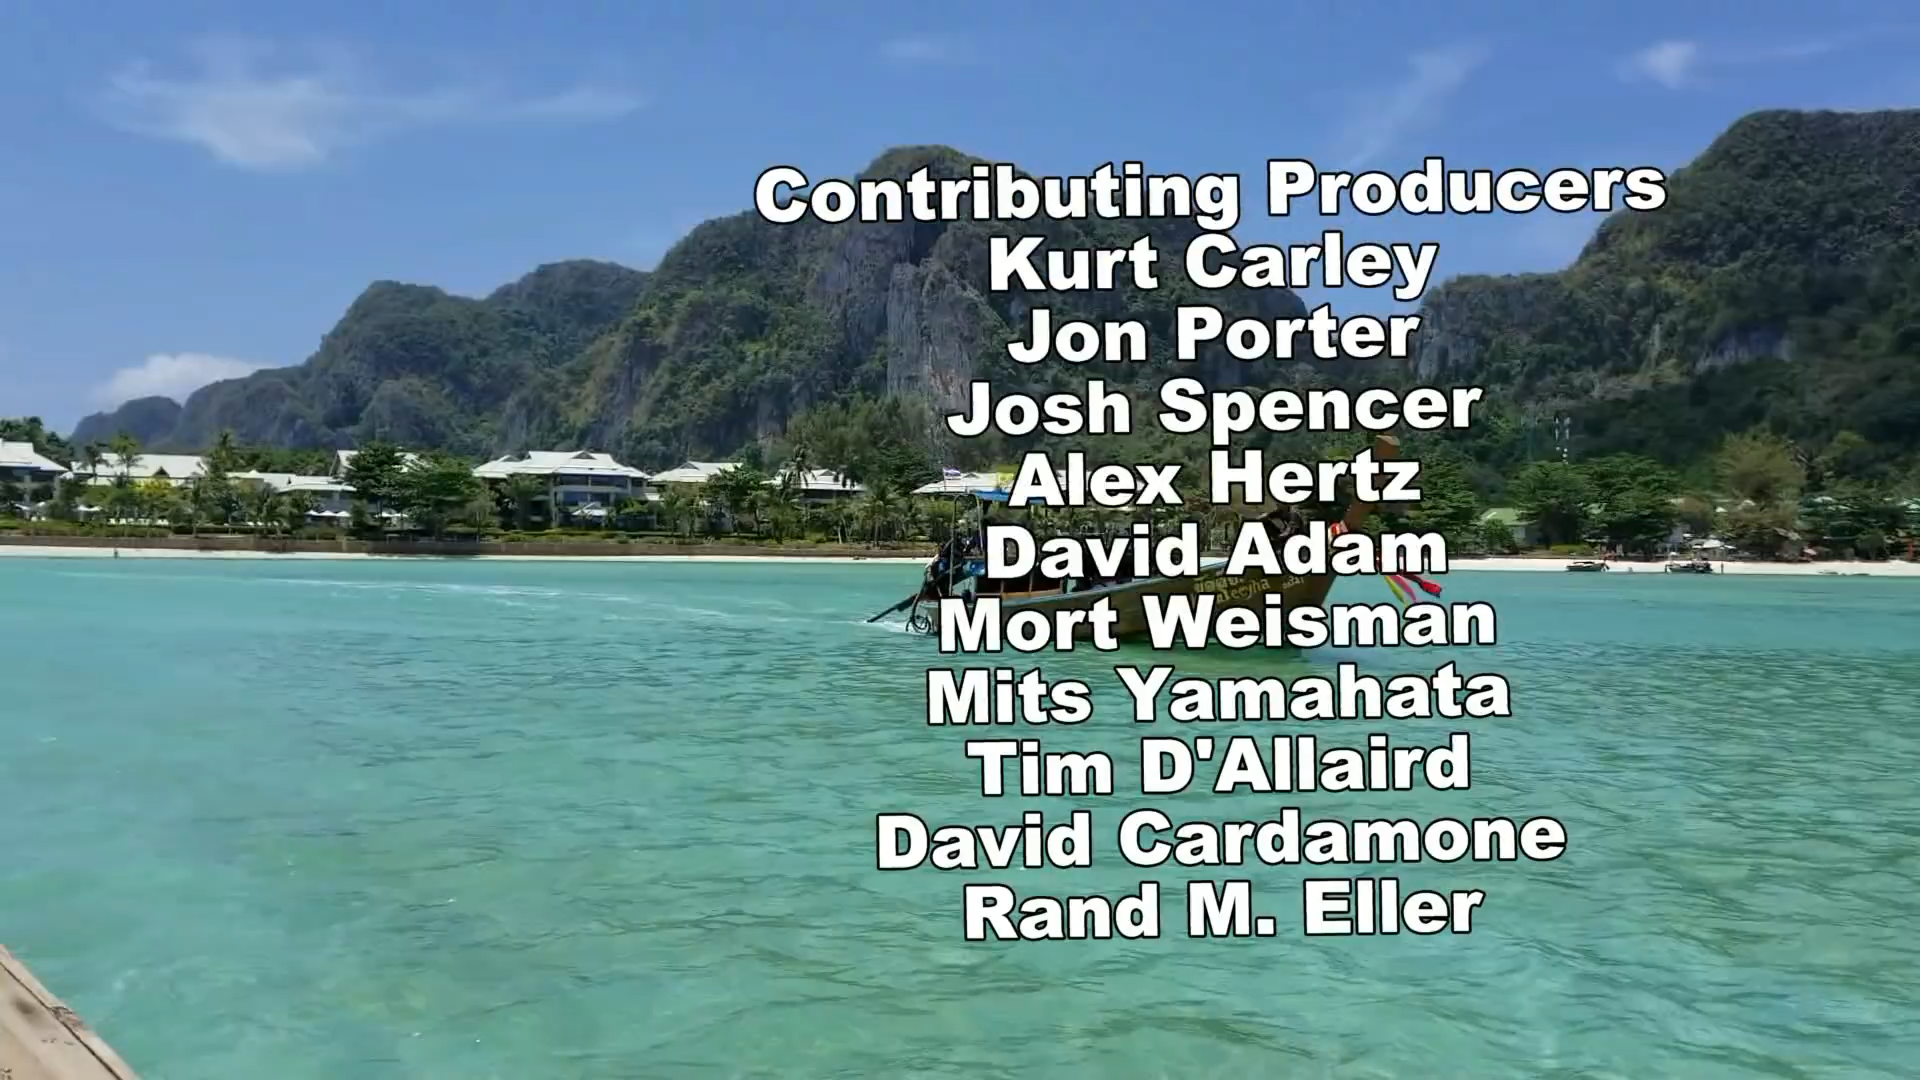 Contributing Producers
Kurt Carley
Jon Porter
Josh Spencer
Alex Hertz
David Adam
Mort Weisman
Mits Yamahata
Tim D'Allaird
David Cardamone
Rand M. Eller